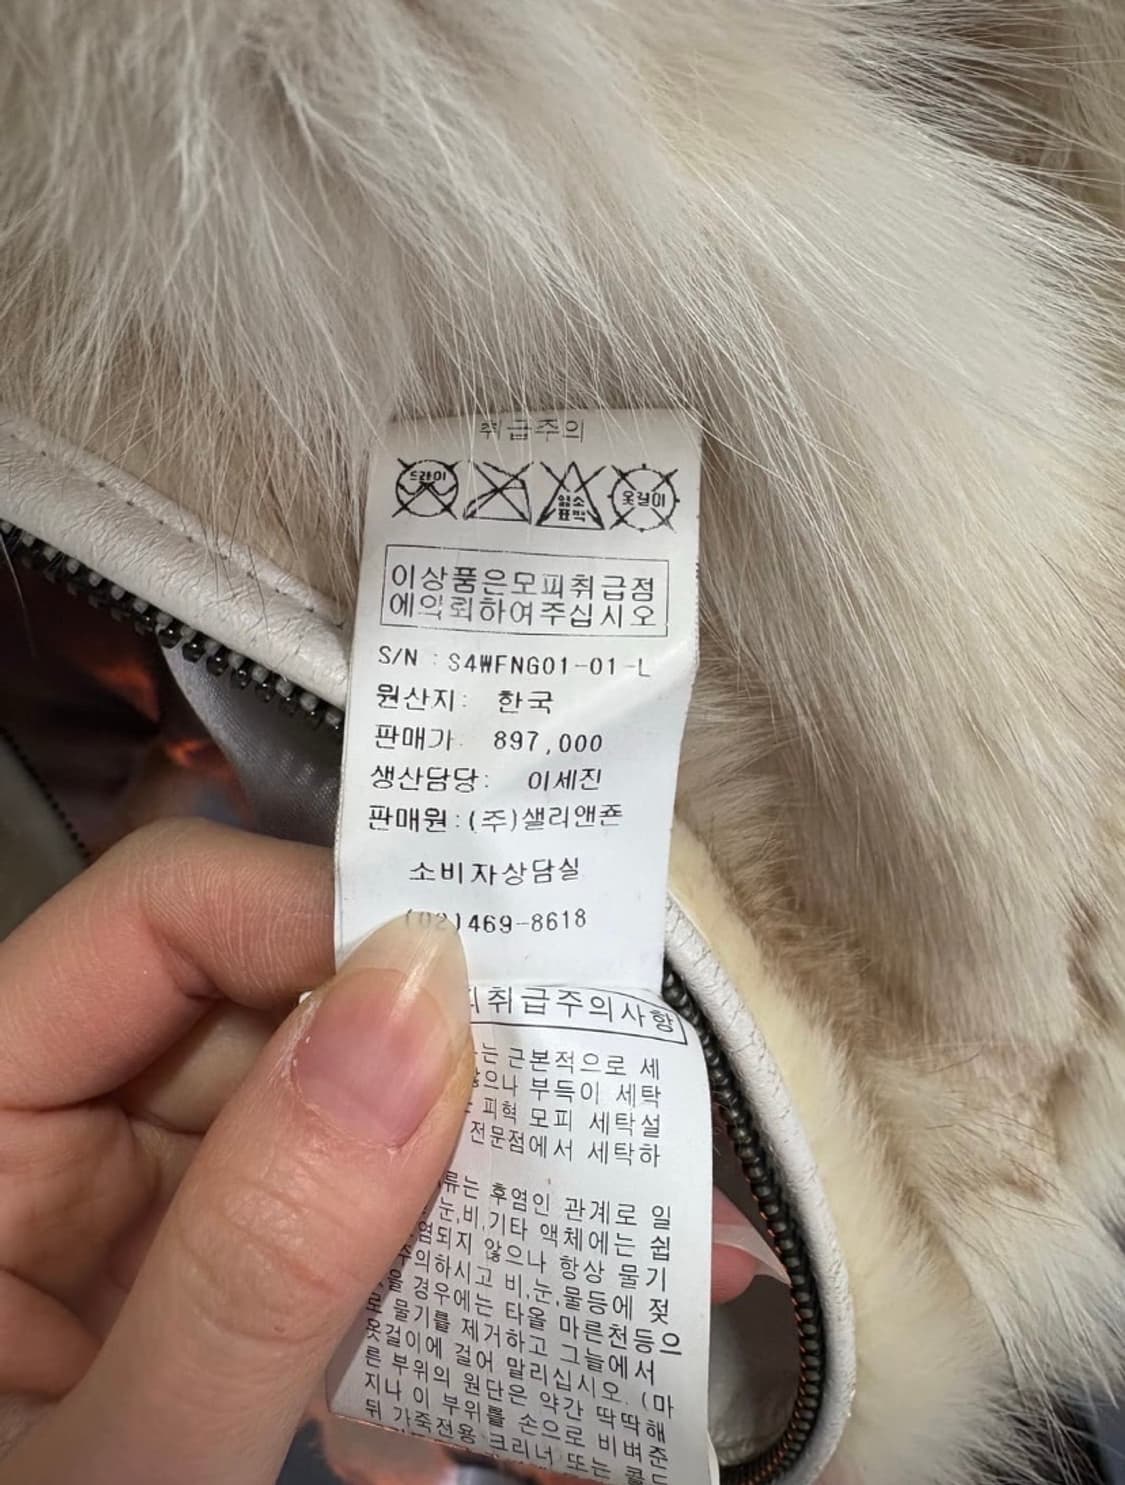 취급주의
드라이
염소
표백
옷걸이
이상품은모피취급점
에의뢰하여주십시오
S/N : S4WFNG01-01-L
원산지: 한국
판매가: 897,000
생산담당: 이세진
판매원:(주)샐리앤죤
소비자상담실
(02)469-8618
피취급주의사항
는 근본적으로 세
않으나 부득이 세탁
피혁 모피 세탁설
전문점에서 세탁하
류는 후염인 관계로 일
눈,비,기타 액체에는 쉽
염되지 않으나 항상 물기
주의하시고 비,눈,물등에 젖
을 경우에는 타올 마른천등으
로 물기를 제거하고 그늘에서
옷걸이에 걸어 말리십시오. (마
른 부위의 원단은 약간 딱딱해
지나 이 부위를 손으로 비벼준
뒤 가죽전용 크리너 또는 콜드